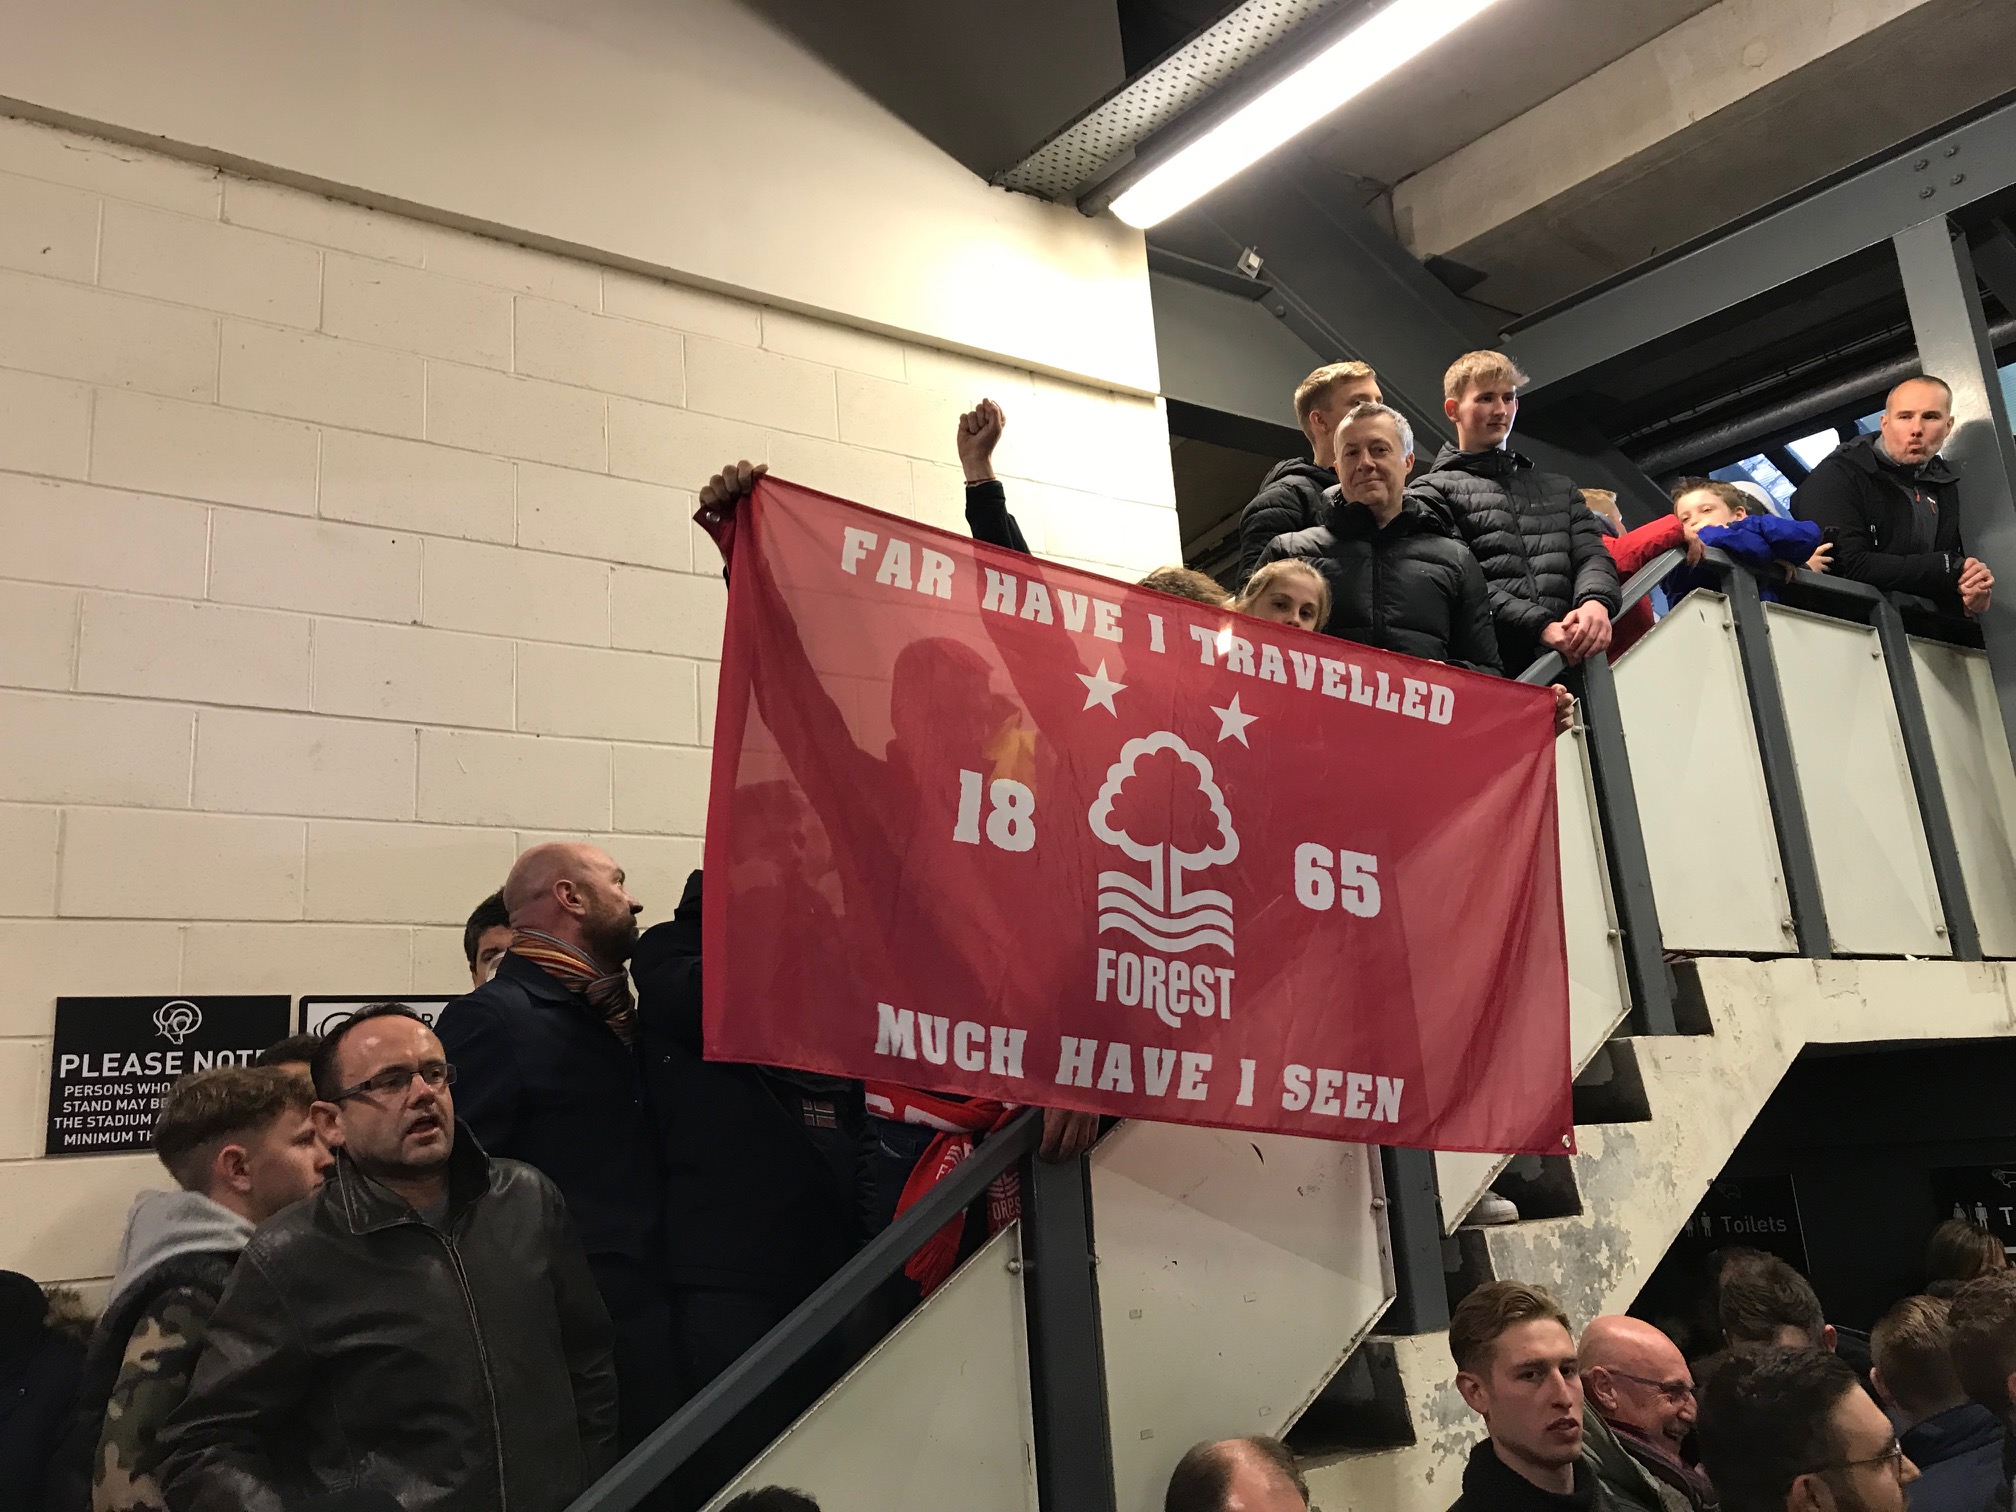 FAR HAVE I TRAVELLED
18 65
FOREST
MUCH HAVE I SEEN
PLEASE NOTE
PERSONS WHO
STAND MAY BE
THE STADIUM
MINIMUM
Toilets